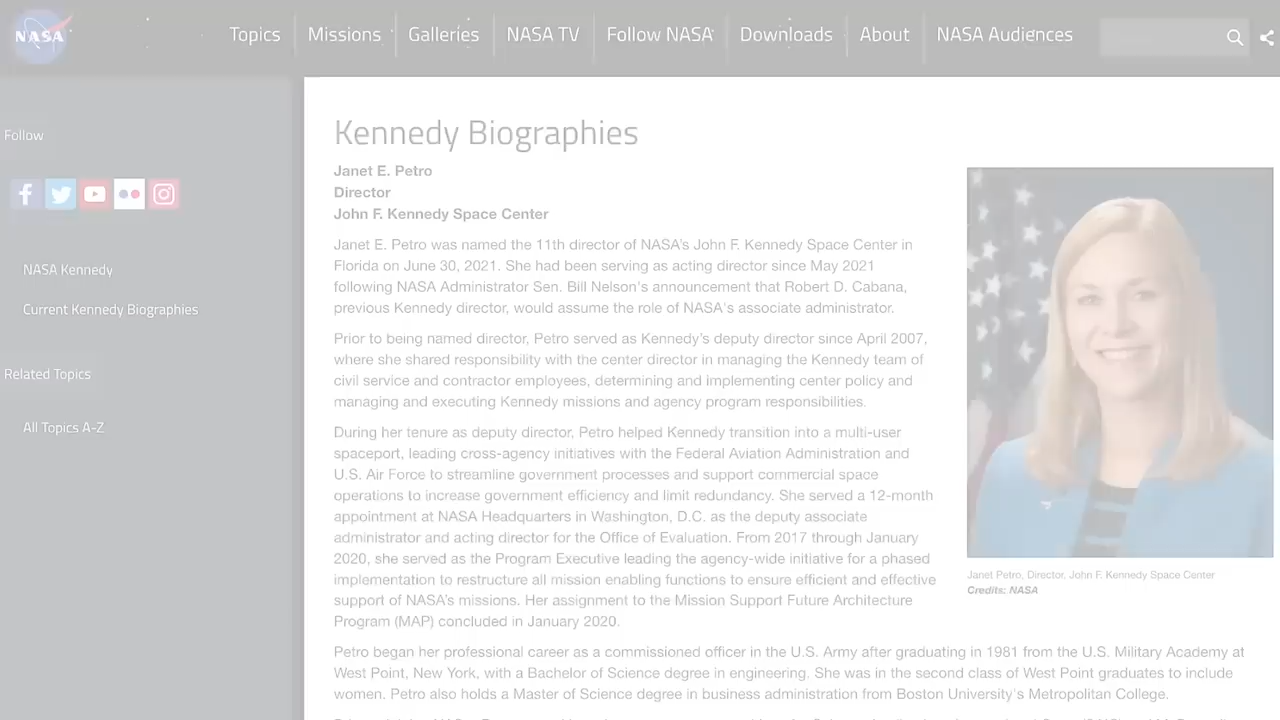 NASA
Topics
Missions
Galleries
NASA TV
Follow NASA
Downloads
About
NASA Audiences
Follow
NASA Kennedy
Current Kennedy Biographies
Related Topics
All Topics A-Z
Kennedy Biographies
Janet E. Petro
Director
John F. Kennedy Space Center
Janet E. Petro was named the 11th director of NASA's John F. Kennedy Space Center in
Florida on June 30, 2021. She had been serving as acting director since May 2021
following NASA Administrator Sen. Bill Nelson's announcement that Robert D. Cabana,
previous Kennedy director, would assume the role of NASA's associate administrator.
Prior to being named director, Petro served as Kennedy's deputy director since April 2007,
where she shared responsibility with the center director in managing the Kennedy team of
civil service and contractor employees, determining and implementing center policy and
managing and executing Kennedy missions and agency program responsibilities.
During her tenure as deputy director, Petro helped Kennedy transition into a multi-user
spaceport, leading cross-agency initiatives with the Federal Aviation Administration and
U.S. Air Force to streamline government processes and support commercial space
operations to increase government efficiency and limit redundancy. She served a 12-month
appointment at NASA Headquarters in Washington, D.C. as the deputy associate
administrator and acting director for the Office of Evaluation. From 2017 through January
2020, she served as the Program Executive leading the agency-wide initiative for a phased
implementation to restructure all mission enabling functions to ensure efficient and effective
support of NASA's missions. Her assignment to the Mission Support Future Architecture
Program (MAP) concluded in January 2020.
Janet Petro, Director, John F. Kennedy Space Center
Credits: NASA
Petro began her professional career as a commissioned officer in the U.S. Army after graduating in 1981 from the U.S. Military Academy at
West Point, New York, with a Bachelor of Science degree in engineering. She was in the second class of West Point graduates to include
women. Petro also holds a Master of Science degree in business administration from Boston University's Metropolitan College.